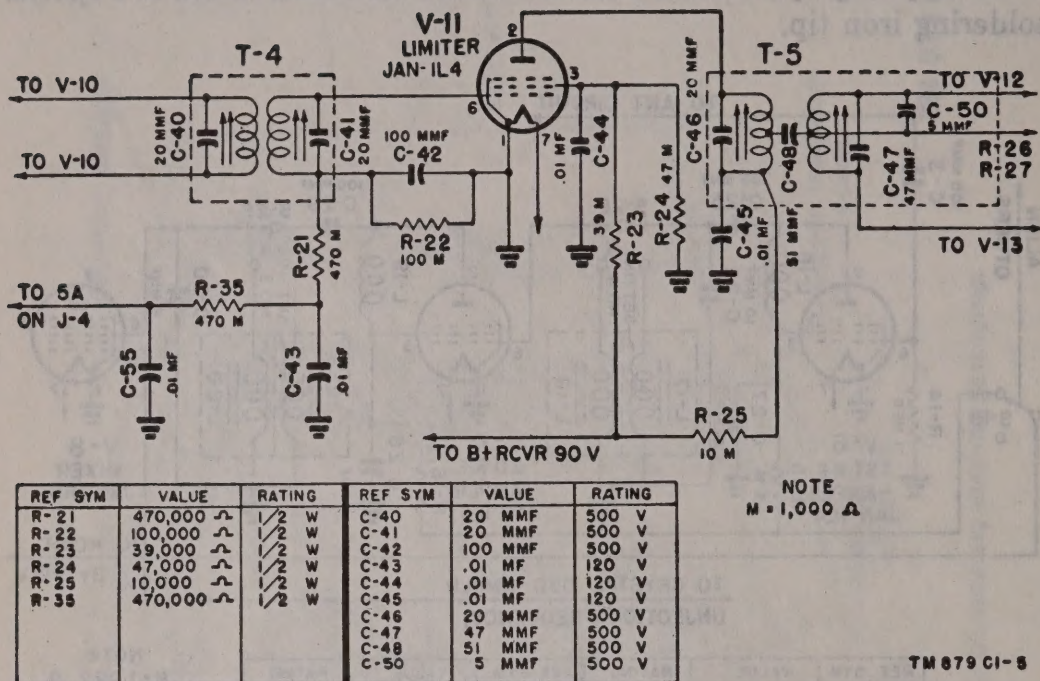 soldering iron tip.
V-11
LIMITER
JAN-1L4
T-4
T-5
2
3
6
1
7
TO V-10
TO V-10
20 MMF
C-40
C-41
20 MMF
100 MMF
C-42
R-22
100 M
R-21
470 M
TO 5A
ON J-4
R-35
470 M
C-55
.01 MF
C-43
.01 MF
.01 MF
C-44
39 M
R-23
R-24
47 M
20 MMF
C-46
C-45
.01 MF
51 MMF
C-48
C-47
47 MMF
TO V-12
C-50
5 MMF
R-26
R-27
TO V-13
R-25
10 M
TO B+ RCVR 90 V
NOTE
M = 1,000 Ω
REF SYM VALUE RATING REF SYM VALUE RATING
R-21 470,000 Ω 1/2 W C-40 20 MMF 500 V
R-22 100,000 Ω 1/2 W C-41 20 MMF 500 V
R-23 39,000 Ω 1/2 W C-42 100 MMF 500 V
R-24 47,000 Ω 1/2 W C-43 .01 MF 120 V
R-25 10,000 Ω 1/2 W C-44 .01 MF 120 V
R-35 470,000 Ω 1/2 W C-45 .01 MF 120 V
C-46 20 MMF 500 V
C-47 47 MMF 500 V
C-48 51 MMF 500 V
C-50 5 MMF 500 V
TM 879 C1-5